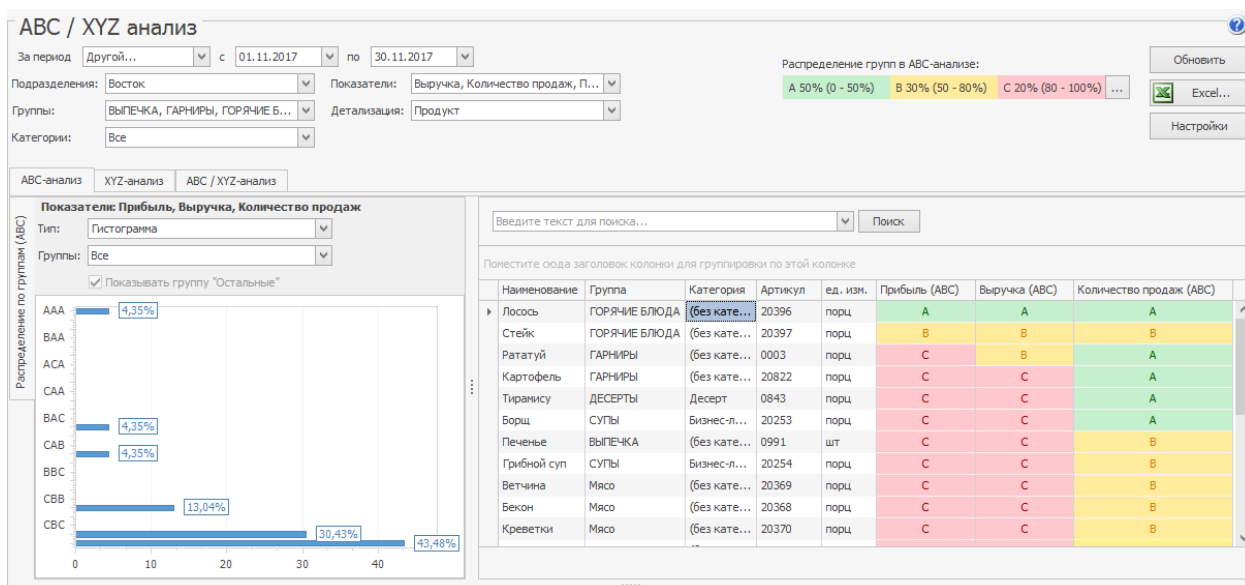 ABC / XYZ анализ
За период Другой... с 01.11.2017 по 30.11.2017
Подразделения: Восток Показатели: Выручка, Количество продаж, П...
Группы: ВЫПЕЧКА, ГАРНИРЫ, ГОРЯЧИЕ Б... Детализация: Продукт
Категории: Все
Распределение групп в ABC-анализе:
A 50% (0 - 50%) B 30% (50 - 80%) C 20% (80 - 100%) ...
Обновить
Excel...
Настройки
ABC-анализ XYZ-анализ ABC / XYZ-анализ
Распределение по группам (ABC)
Показатели: Прибыль, Выручка, Количество продаж
Тип: Гистограмма
Группы: Все
Показывать группу "Остальные"
AAA 4,35%
BAA
ACA
CAA
BAC 4,35%
CAB 4,35%
BBC
CBB 13,04%
CBC 30,43%
43,48%
0 10 20 30 40
Введите текст для поиска... Поиск
Поместите сюда заголовок колонки для группировки по этой колонке
Наименование Группа Категория Артикул ед. изм. Прибыль (ABC) Выручка (ABC) Количество продаж (ABC)
Лосось ГОРЯЧИЕ БЛЮДА (без кате... 20396 порц A A A
Стейк ГОРЯЧИЕ БЛЮДА (без кате... 20397 порц B B B
Рататуй ГАРНИРЫ (без кате... 0003 порц C B A
Картофель ГАРНИРЫ (без кате... 20822 порц C C A
Тирамису ДЕСЕРТЫ Десерт 0843 порц C C A
Борщ СУПЫ Бизнес-л... 20253 порц C C A
Печенье ВЫПЕЧКА (без кате... 0991 шт C C B
Грибной суп СУПЫ Бизнес-л... 20254 порц C C B
Ветчина Мясо (без кате... 20369 порц C C B
Бекон Мясо (без кате... 20368 порц C C B
Креветки Мясо (без кате... 20370 порц C C B